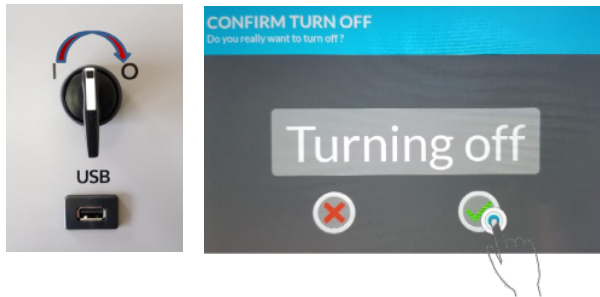 I O
USB
CONFIRM TURN OFF
Do you really want to turn off ?
Turning off